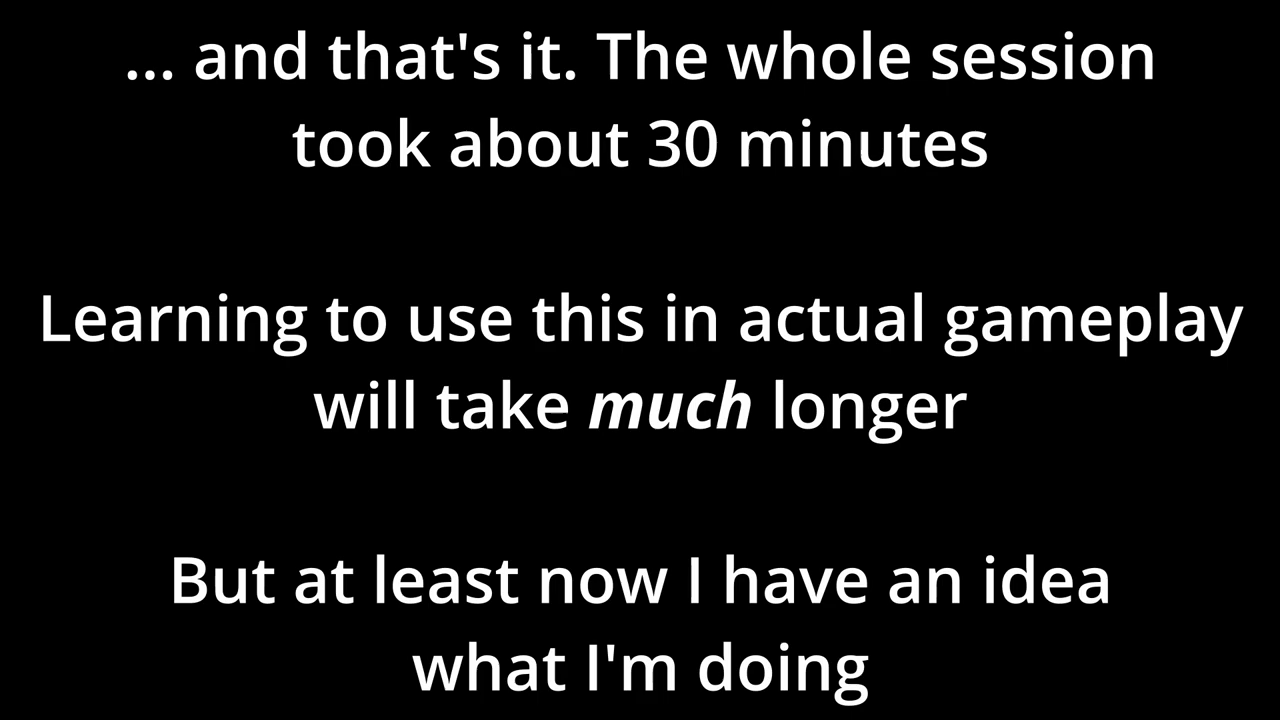 ... and that's it. The whole session
took about 30 minutes
Learning to use this in actual gameplay
will take much longer
But at least now I have an idea
what I'm doing